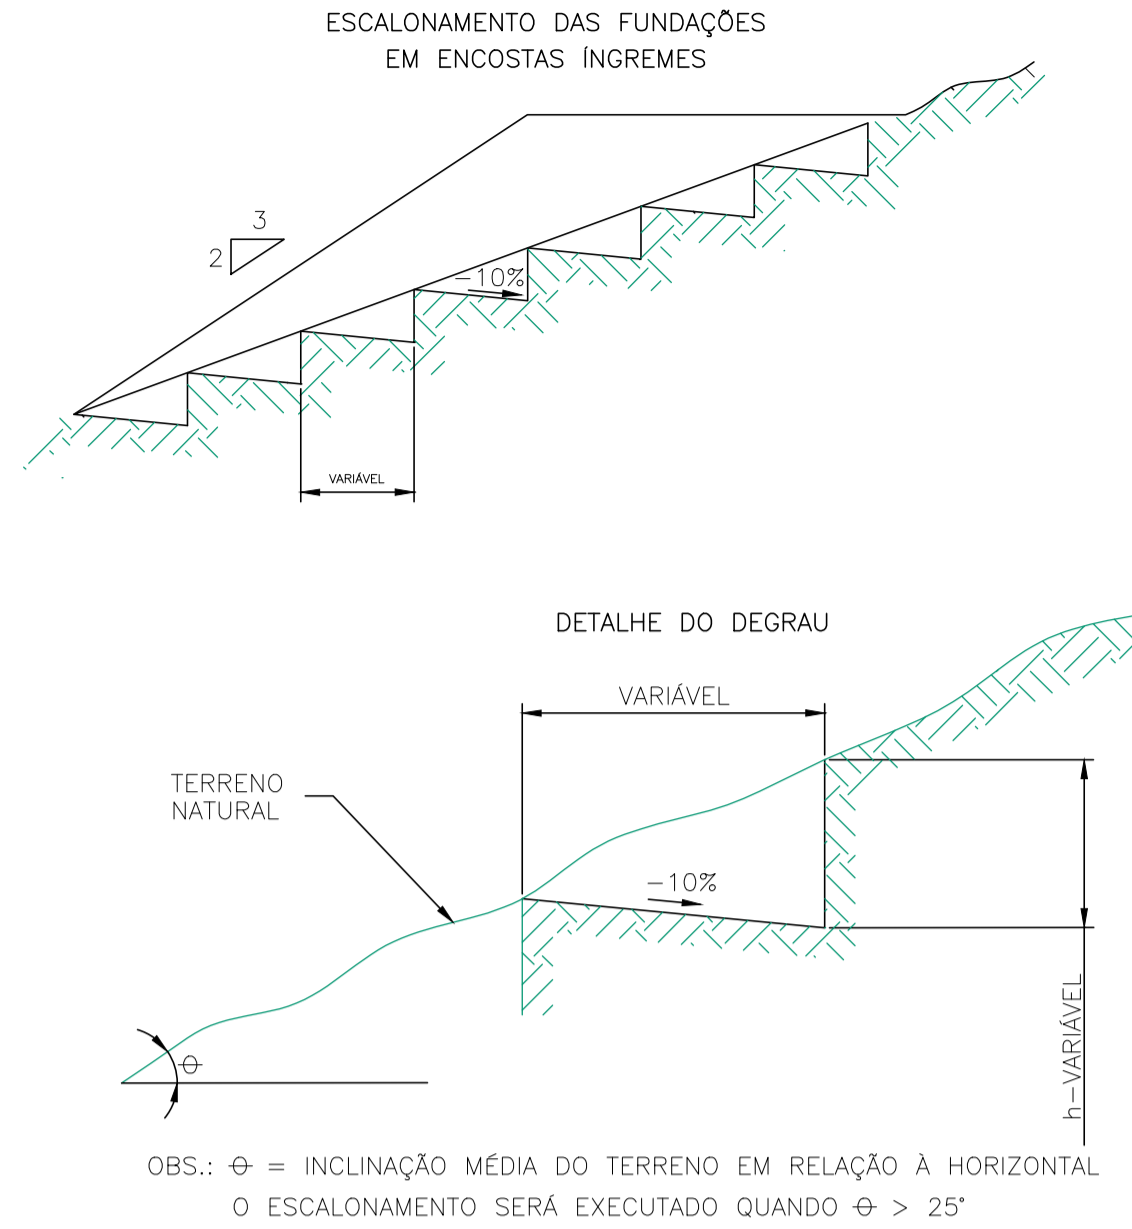 ESCALONAMENTO DAS FUNDAÇÕES
EM ENCOSTAS ÍNGREMES
3
2
-10%
VARIÁVEL
DETALHE DO DEGRAU
VARIÁVEL
TERRENO
NATURAL
-10%
h-VARIÁVEL
θ
OBS.: θ = INCLINAÇÃO MÉDIA DO TERRENO EM RELAÇÃO À HORIZONTAL
O ESCALONAMENTO SERÁ EXECUTADO QUANDO θ > 25°